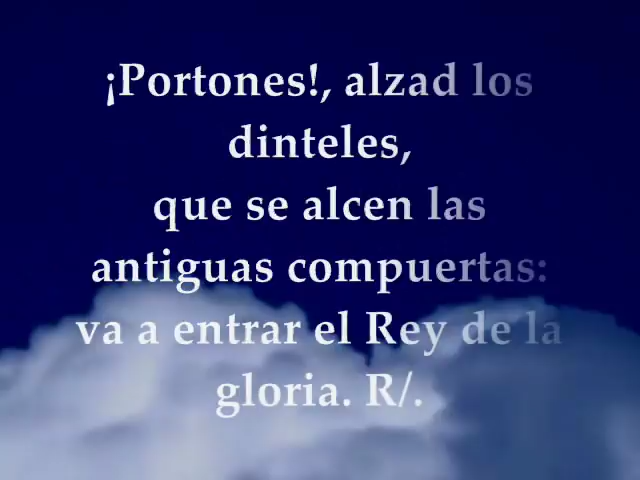 ¡Portones!, alzad los
dinteles,
que se alcen las
antiguas compuertas:
va a entrar el Rey de la
gloria. R/.